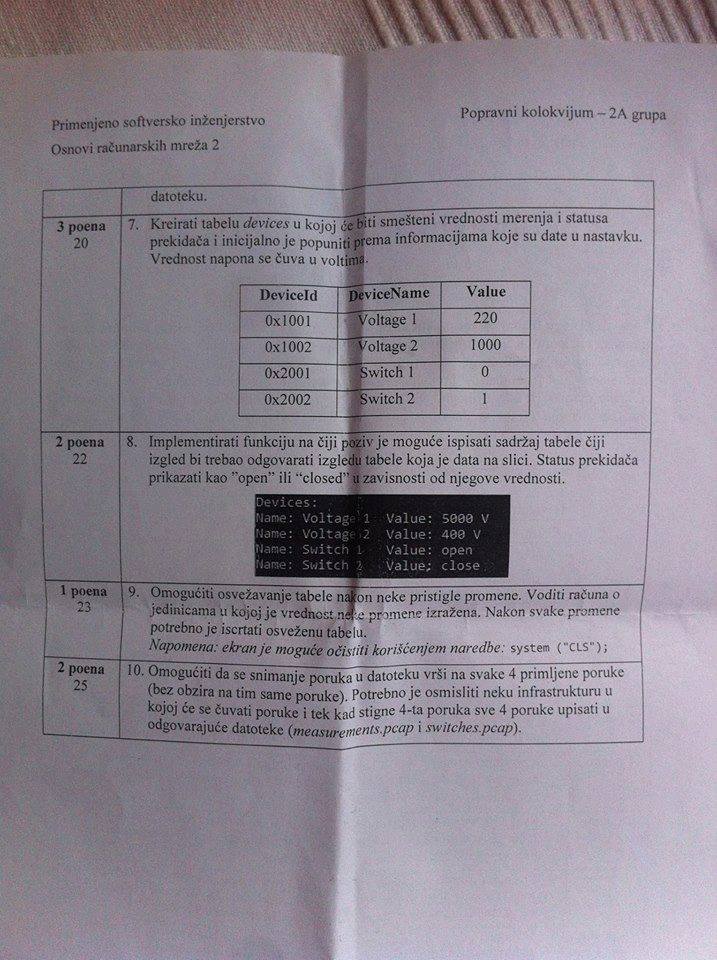 Primenjeno softversko inženjerstvo
Popravni kolokvijum – 2A grupa
Osnovi računarskih mreža 2
datoteku.
3 poena
20
7. Kreirati tabelu devices u kojoj će biti smešteni vrednosti merenja i statusa
prekidača i inicijalno je popuniti prema informacijama koje su date u nastavku.
Vrednost napona se čuva u voltima.
DeviceId DeviceName Value
0x1001 Voltage 1 220
0x1002 Voltage 2 1000
0x2001 Switch 1 0
0x2002 Switch 2 1
2 poena
22
8. Implementirati funkciju na čiji poziv je moguće ispisati sadržaj tabele čiji
izgled bi trebao odgovarati izgledu tabele koja je data na slici. Status prekidača
prikazati kao ”open” ili “closed” u zavisnosti od njegove vrednosti.
Devices:
Name: Voltage 1 Value: 5000 V
Name: Voltage 2 Value: 400 V
Name: Switch 1 Value: open
Name: Switch 2 Value: close
1 poena
23
9. Omogućiti osvežavanje tabele nakon neke pristigle promene. Voditi računa o
jedinicama u kojoj je vrednost neke promene izražena. Nakon svake promene
potrebno je iscrtati osveženu tabelu.
Napomena: ekran je moguće očistiti korišćenjem naredbe: system ("CLS");
2 poena
25
10. Omogućiti da se snimanje poruka u datoteku vrši na svake 4 primljene poruke
(bez obzira na tim same poruke). Potrebno je osmisliti neku infrastrukturu u
kojoj će se čuvati poruke i tek kad stigne 4-ta poruka sve 4 poruke upisati u
odgovarajuće datoteke (measurements.pcap i switches.pcap).